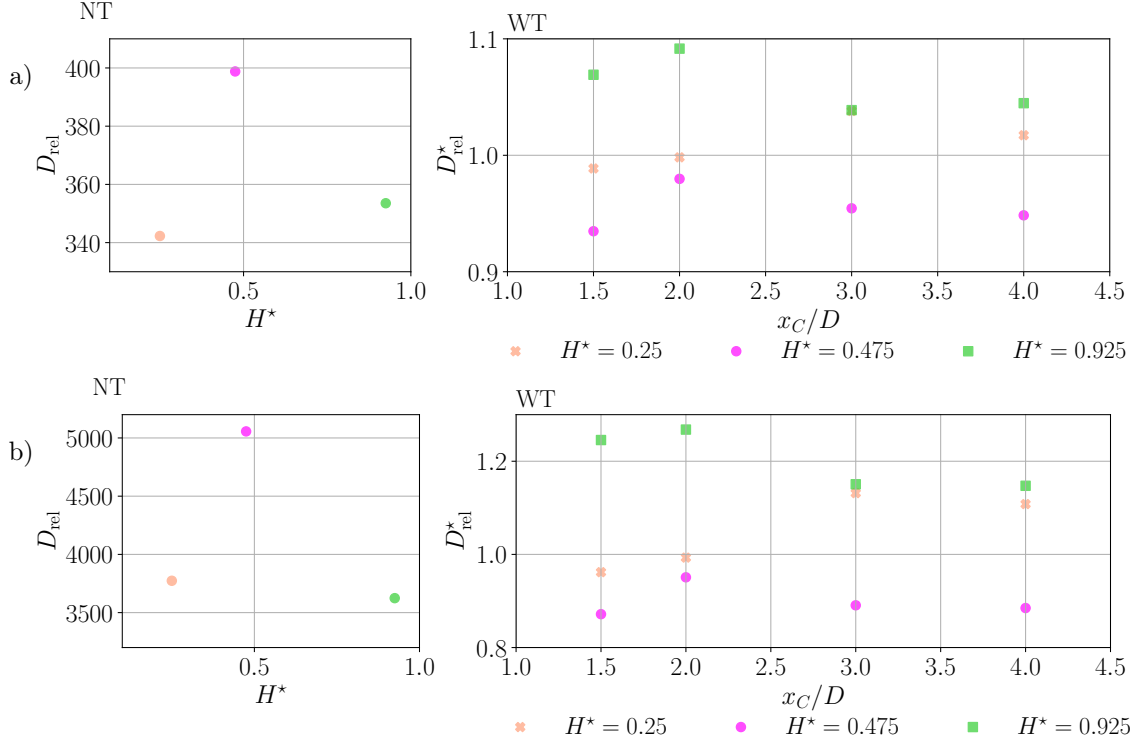 NT
WT
a)
400
380
360
340
D_rel
0.5
1.0
H⋆
1.1
1.0
0.9
D⋆_rel
1.0
1.5
2.0
2.5
3.0
3.5
4.0
4.5
x_C/D
H⋆ = 0.25
H⋆ = 0.475
H⋆ = 0.925
NT
WT
b)
5000
4500
4000
3500
D_rel
0.5
1.0
H⋆
1.2
1.0
0.8
D⋆_rel
1.0
1.5
2.0
2.5
3.0
3.5
4.0
4.5
x_C/D
H⋆ = 0.25
H⋆ = 0.475
H⋆ = 0.925